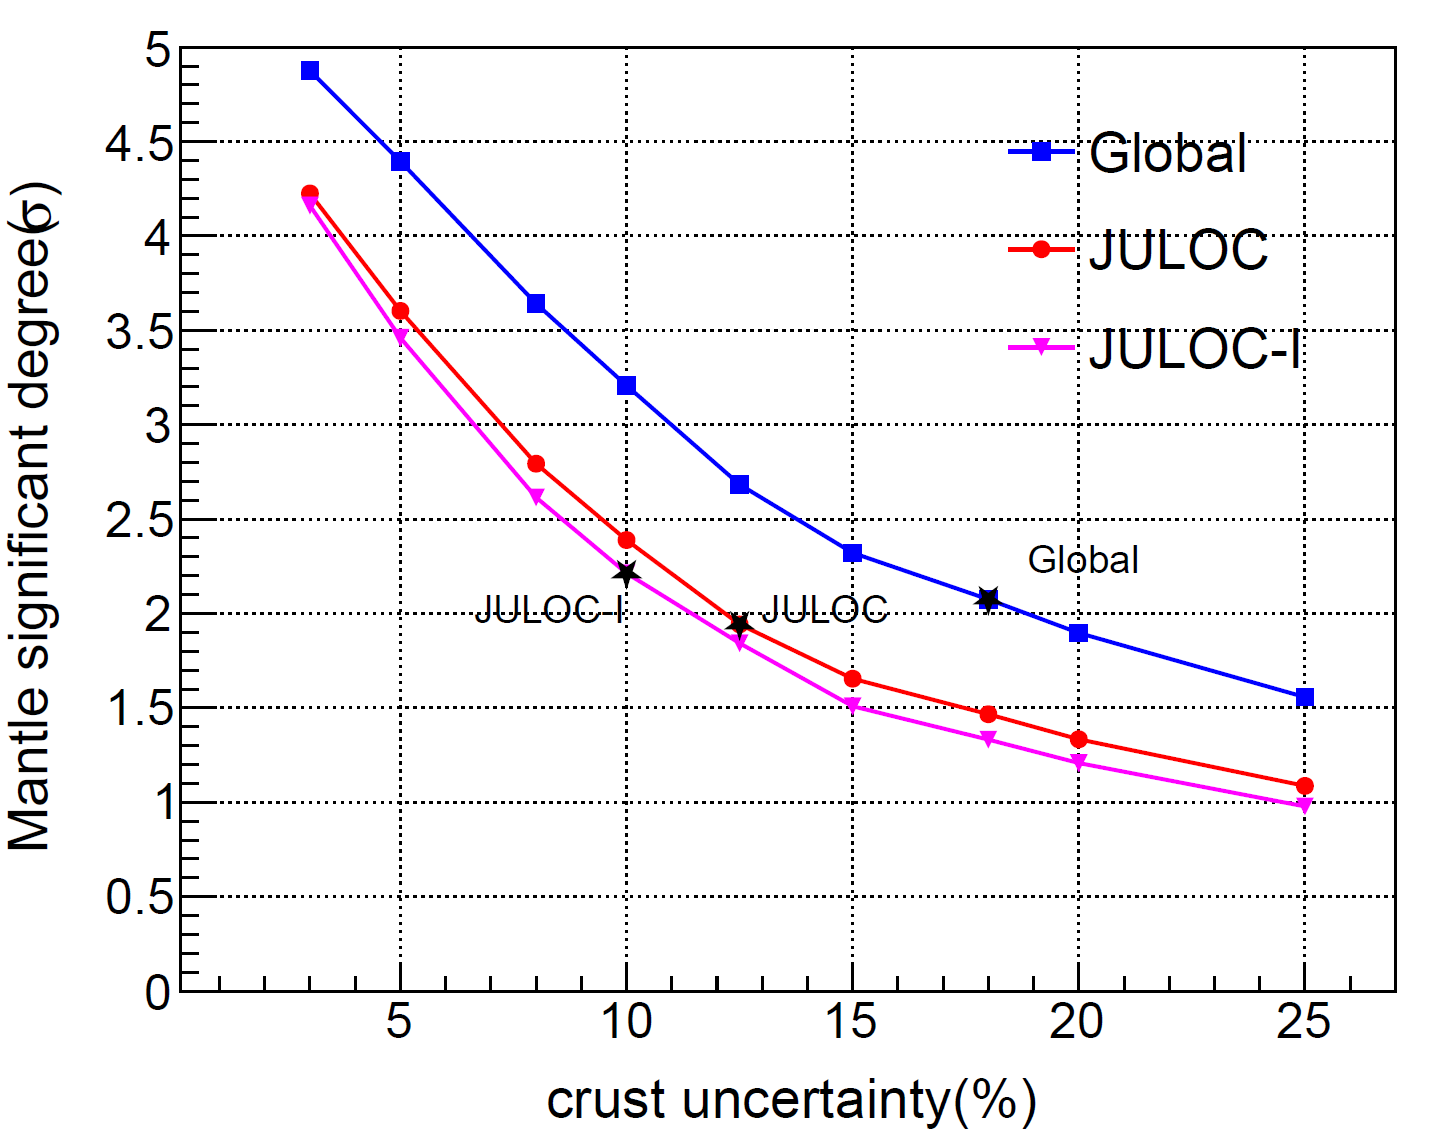 5
4.5
4
3.5
3
2.5
2
1.5
1
0.5
0
Mantle significant degree(σ)
Global
JULOC
JULOC-I
Global
JULOC-I
JULOC
5
10
15
20
25
crust uncertainty(%)